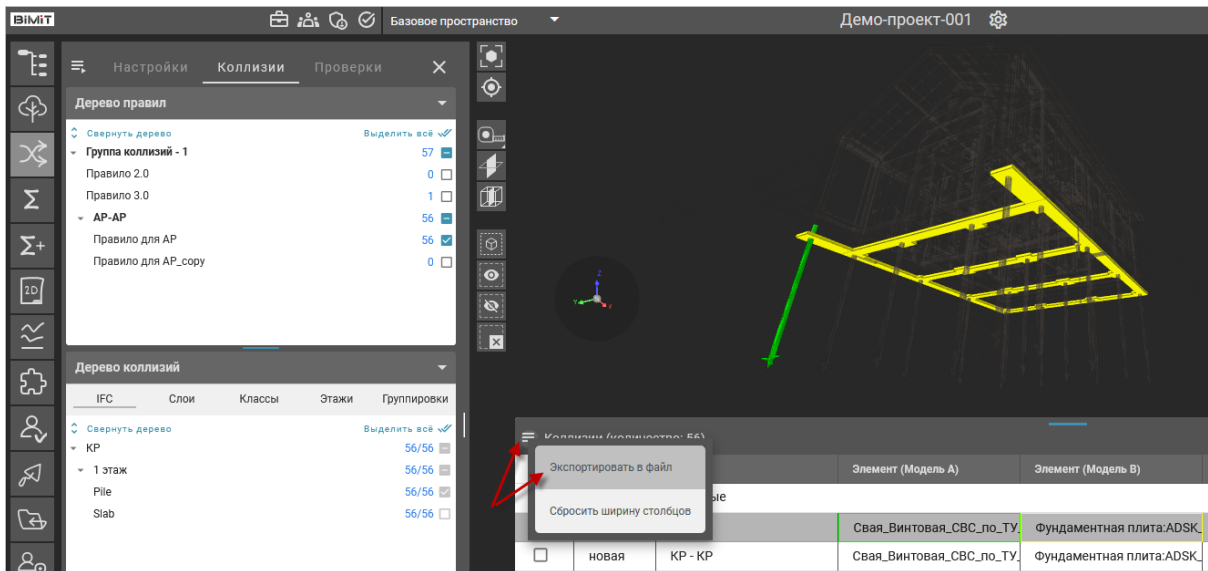 BiMiT
Базовое пространство
Демо-проект-001
Настройки Коллизии Проверки
Дерево правил
Свернуть дерево Выделить всё
Группа коллизий - 1 57
Правило 2.0 0
Правило 3.0 1
АР-АР 56
Правило для АР 56
Правило для АР_copy 0
Дерево коллизий
IFC Слои Классы Этажи Группировки
Свернуть дерево Выделить всё
КР 56/56
1 этаж 56/56
Pile 56/56
Slab 56/56
Σ
Σ+
2D
Z
Y
X
Коллизии (количество: 56)
Экспортировать в файл
Сбросить ширину столбцов
Элемент (Модель A) Элемент (Модель B)
ые
Свая_Винтовая_СВС_по_ТУ_ Фундаментная плита:ADSK_
новая КР - КР Свая_Винтовая_СВС_по_ТУ_ Фундаментная плита:ADSK_